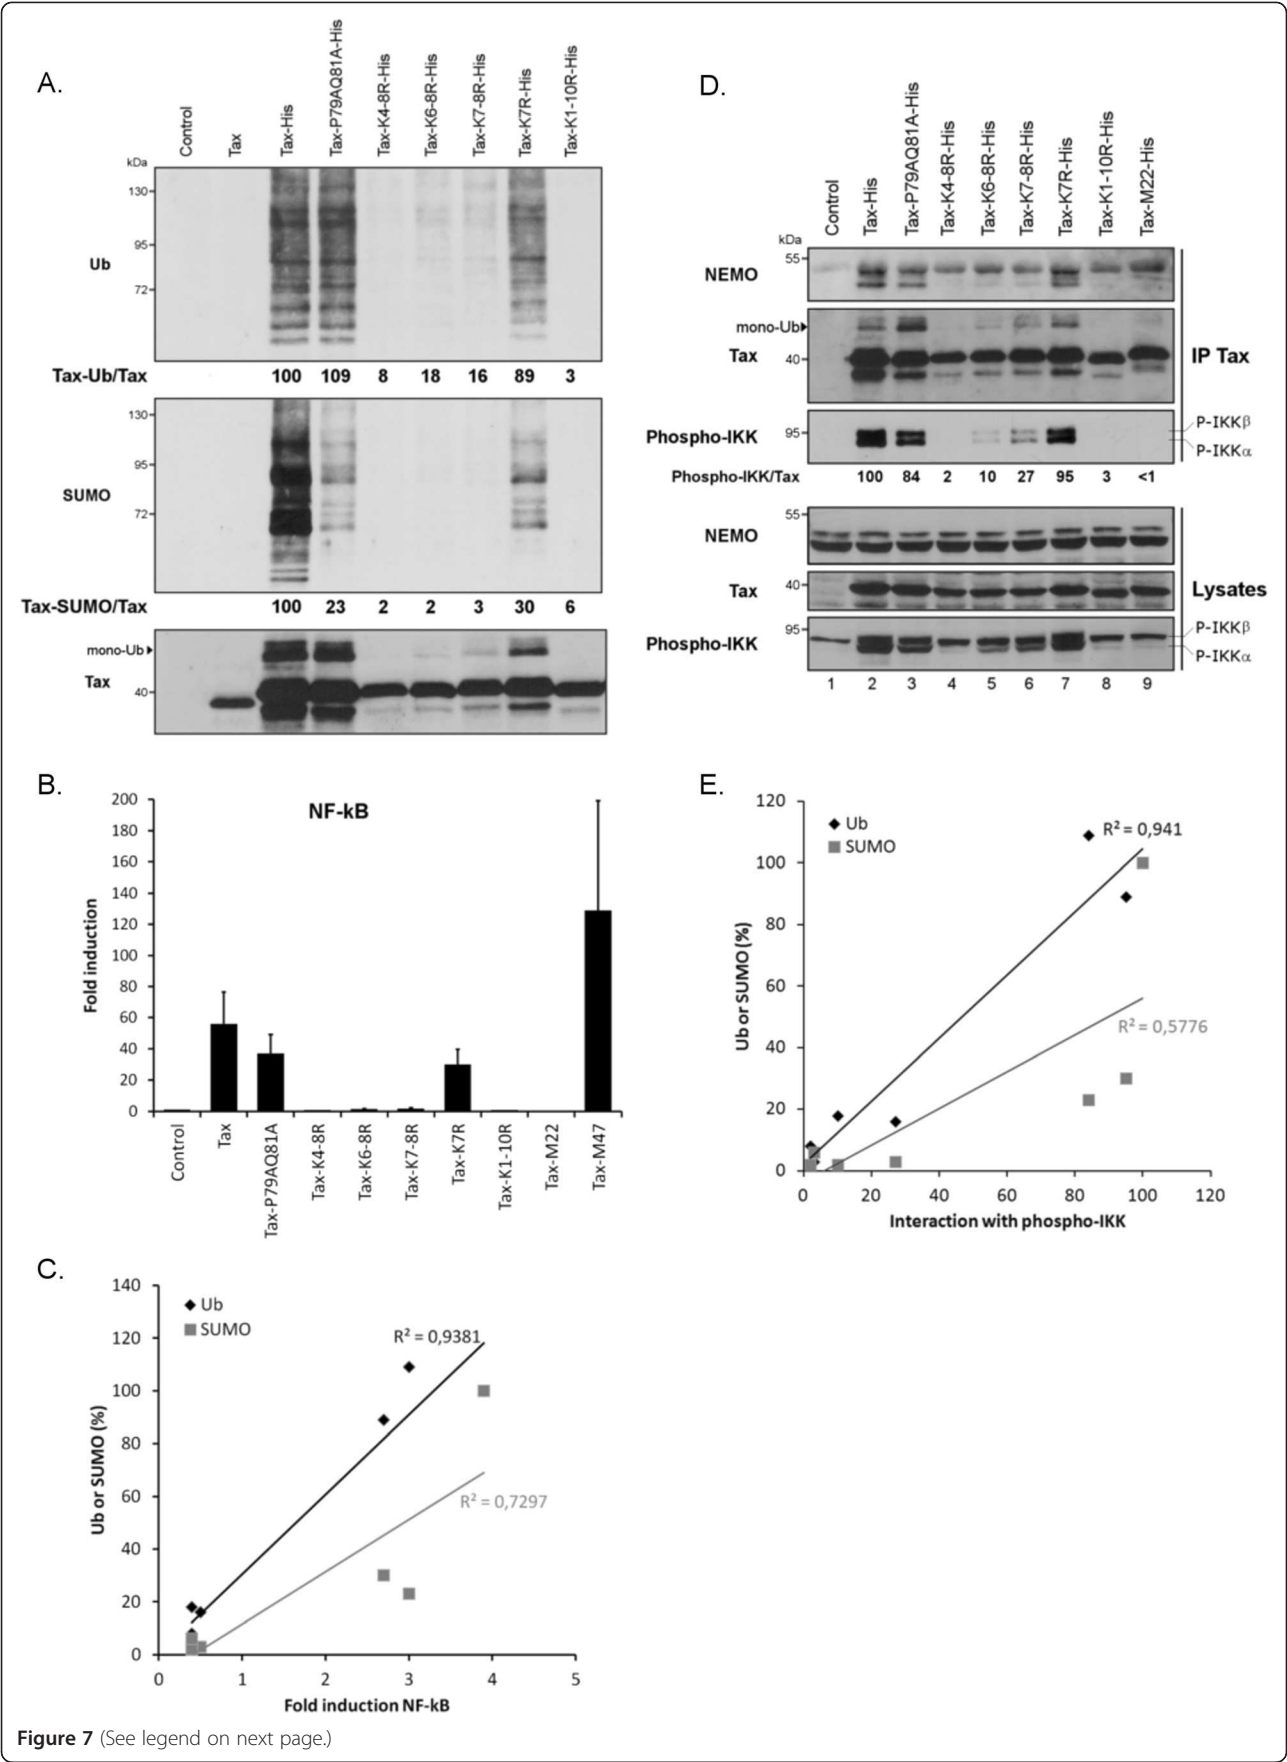 A.
Control
Tax
Tax-His
Tax-P79AQ81A-His
Tax-K4-8R-His
Tax-K6-8R-His
Tax-K7-8R-His
Tax-K7R-His
Tax-K1-10R-His
kDa
130
95
72
Ub
Tax-Ub/Tax 100 109 8 18 16 89 3
130
95
72
SUMO
Tax-SUMO/Tax 100 23 2 2 3 30 6
mono-Ub
Tax
40
B.
NF-kB
Fold induction
200
180
160
140
120
100
80
60
40
20
0
Control
Tax
Tax-P79AQ81A
Tax-K4-8R
Tax-K6-8R
Tax-K7-8R
Tax-K7R
Tax-K1-10R
Tax-M22
Tax-M47
C.
Ub
SUMO
R² = 0,9381
R² = 0,7297
Ub or SUMO (%)
140
120
100
80
60
40
20
0
0 1 2 3 4 5
Fold induction NF-kB
D.
Control
Tax-His
Tax-P79AQ81A-His
Tax-K4-8R-His
Tax-K6-8R-His
Tax-K7-8R-His
Tax-K7R-His
Tax-K1-10R-His
Tax-M22-His
kDa
55
NEMO
mono-Ub
Tax
40
IP Tax
Phospho-IKK
95
P-IKKβ
P-IKKα
Phospho-IKK/Tax 100 84 2 10 27 95 3 <1
55
NEMO
Tax
40
Lysates
95
Phospho-IKK
P-IKKβ
P-IKKα
1 2 3 4 5 6 7 8 9
E.
Ub
SUMO
R² = 0,941
R² = 0,5776
Ub or SUMO (%)
120
100
80
60
40
20
0
0 20 40 60 80 100 120
Interaction with phospho-IKK
Figure 7 (See legend on next page.)